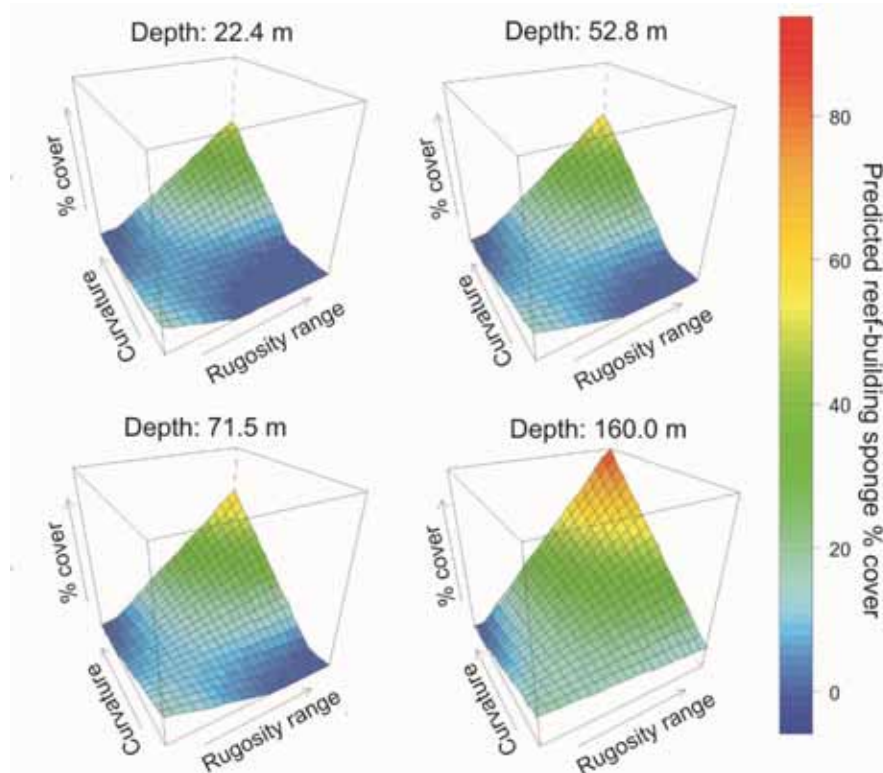 Depth: 22.4 m
% cover
Curvature
Rugosity range
Depth: 52.8 m
% cover
Curvature
Rugosity range
Depth: 71.5 m
% cover
Curvature
Rugosity range
Depth: 160.0 m
% cover
Curvature
Rugosity range
80
60
40
20
0
Predicted reef-building sponge % cover